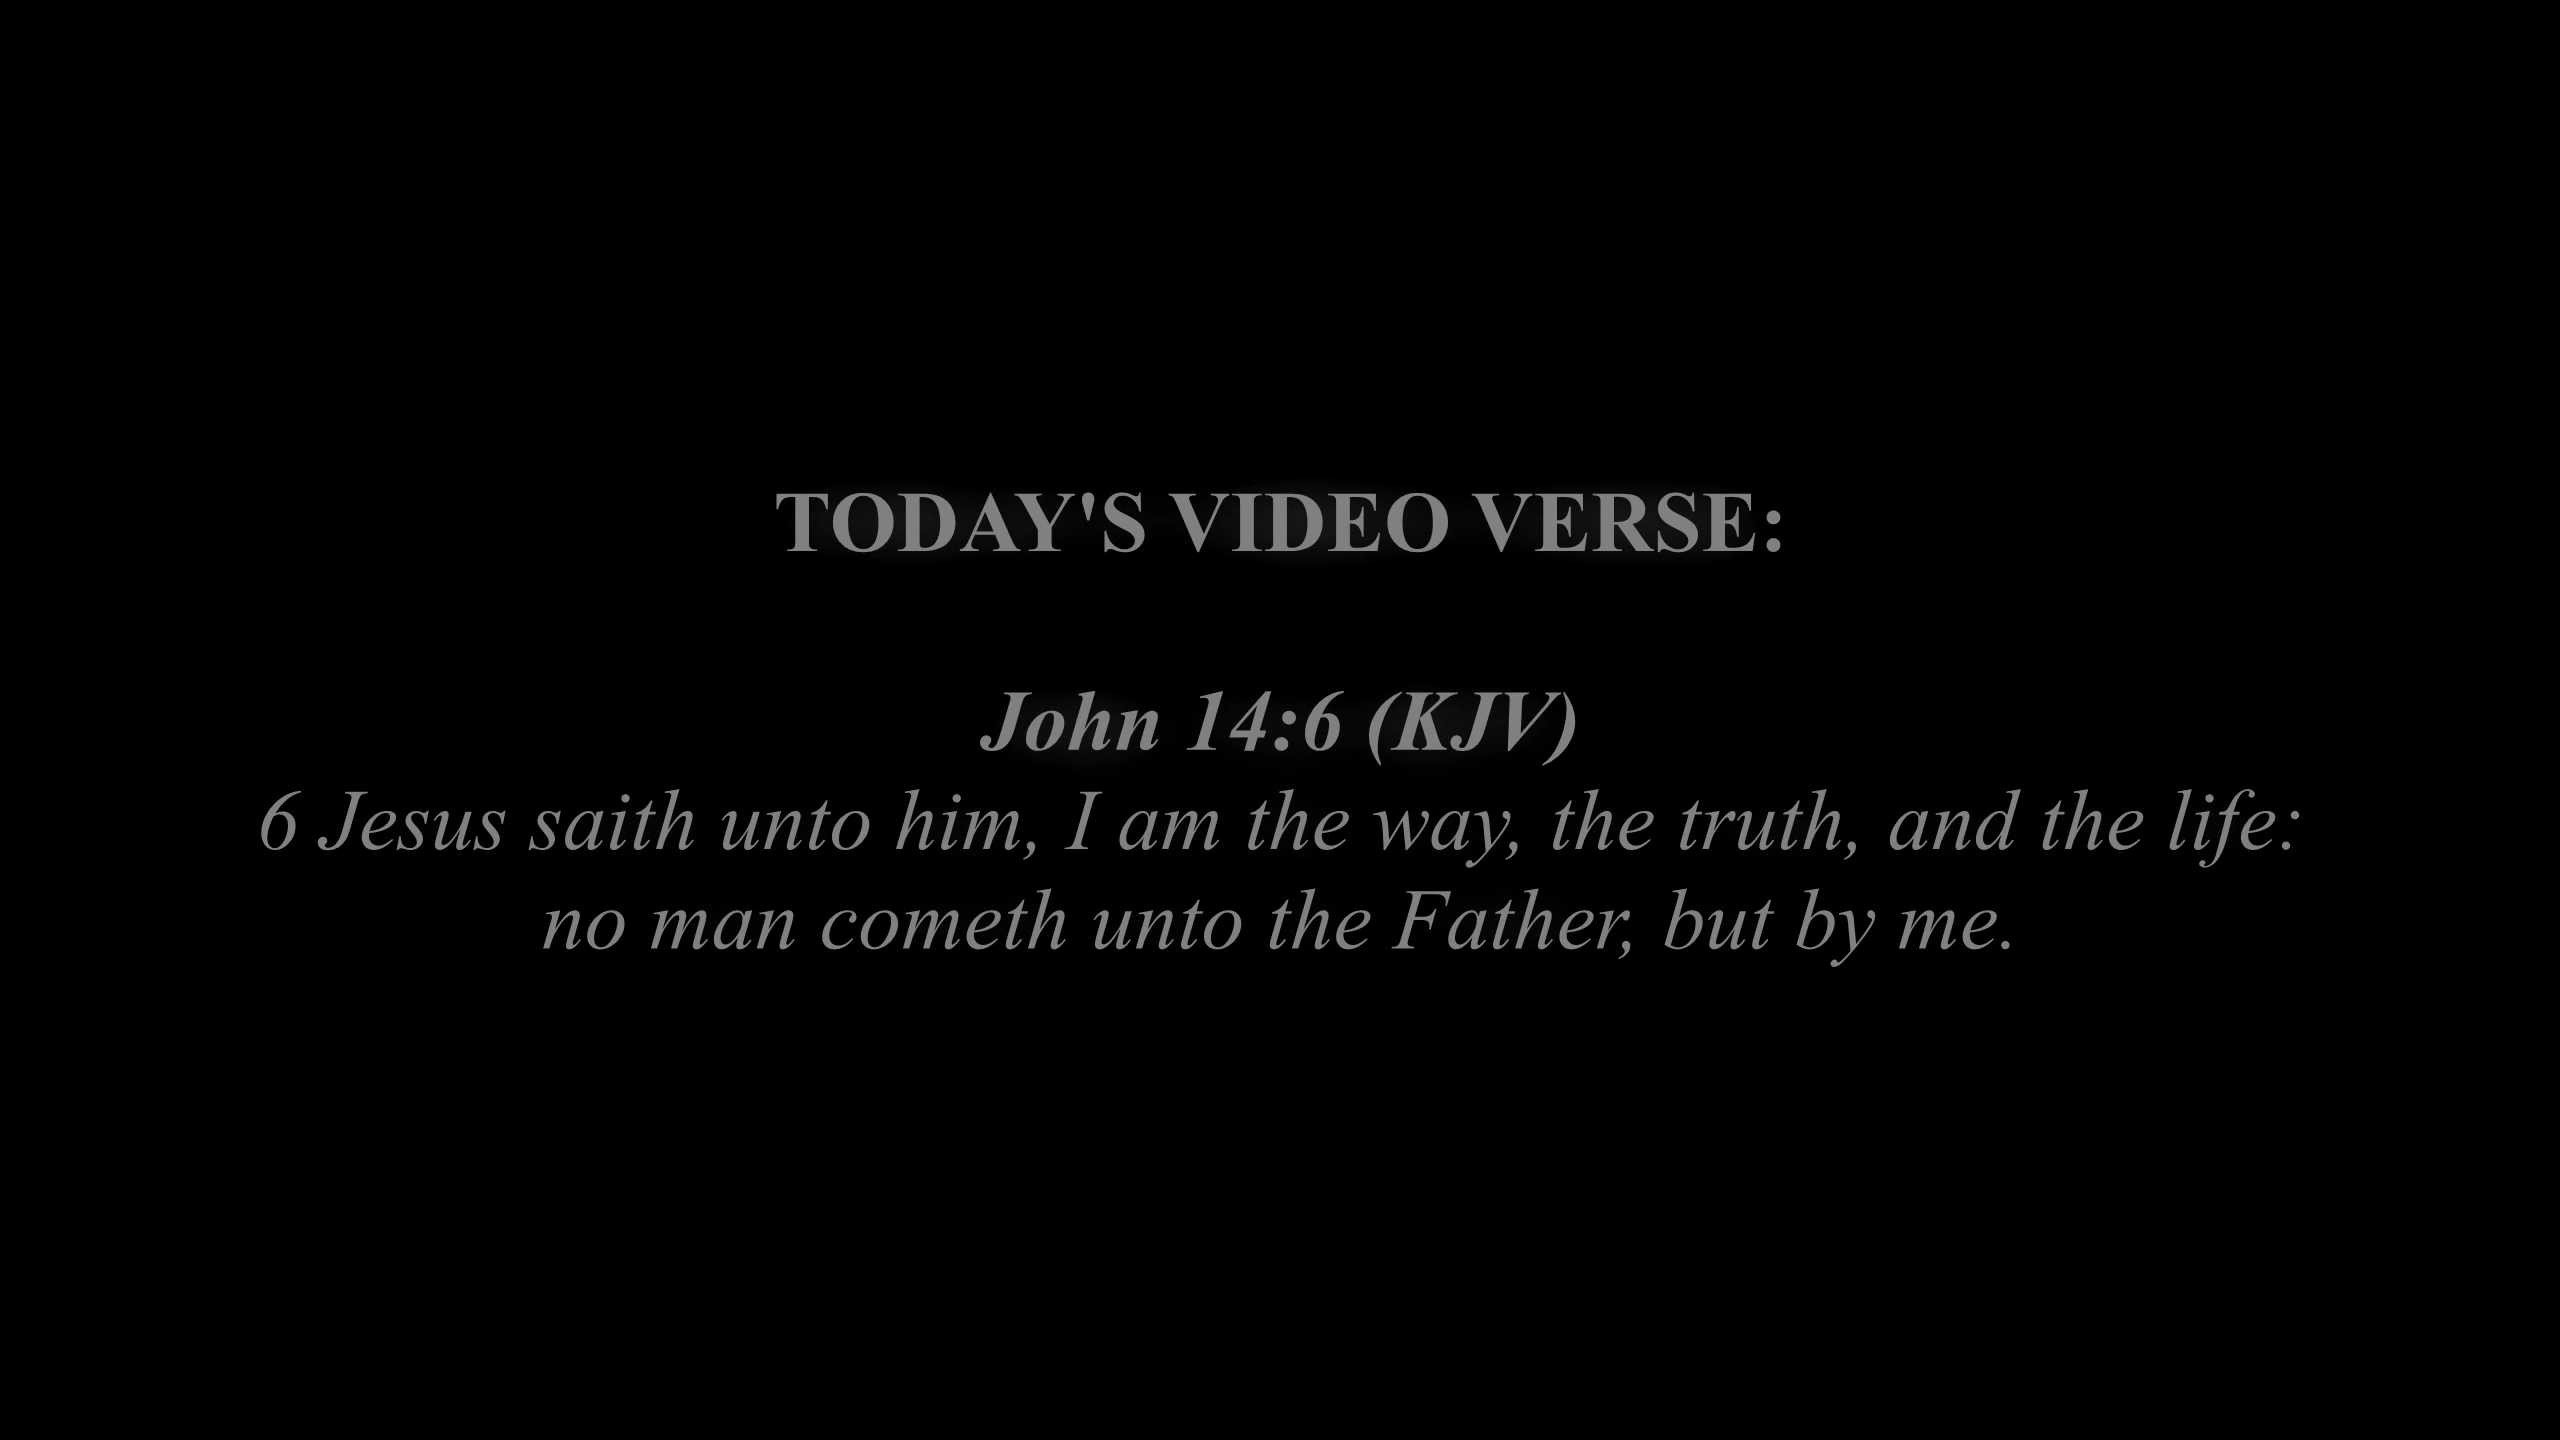 TODAY'S VIDEO VERSE:
John 14:6 (KJV)
6 Jesus saith unto him, I am the way, the truth, and the life:
no man cometh unto the Father, but by me.